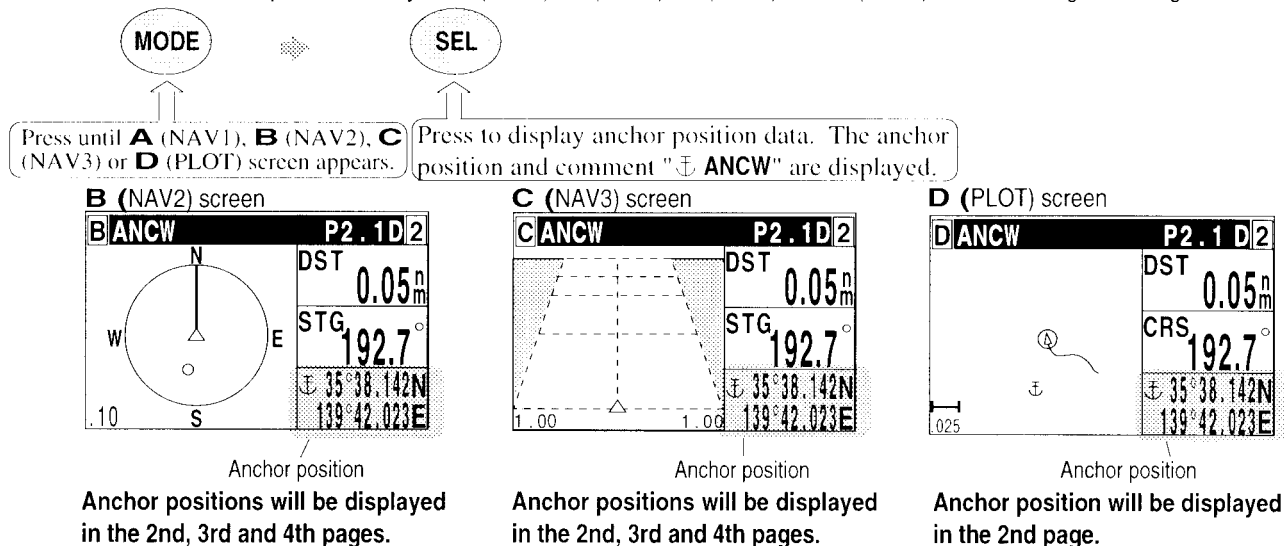 MODE
SEL
Press until A (NAV1), B (NAV2), C
(NAV3) or D (PLOT) screen appears.
Press to display anchor position data. The anchor
position and comment "⚓ ANCW" are displayed.
B (NAV2) screen
B ANCW P2.1D 2
N
W
E
S
.10
DST
0.05 nm
STG
192.7°
⚓ 35°38.142N
139°42.023E
Anchor position
Anchor positions will be displayed
in the 2nd, 3rd and 4th pages.
C (NAV3) screen
C ANCW P2.1D 2
1.00
1.00
DST
0.05 nm
STG
192.7°
⚓ 35°38.142N
139°42.023E
Anchor position
Anchor positions will be displayed
in the 2nd, 3rd and 4th pages.
D (PLOT) screen
D ANCW P2.1 D 2
.025
DST
0.05 nm
CRS
192.7°
⚓ 35°38.142N
139°42.023E
Anchor position
Anchor position will be displayed
in the 2nd page.